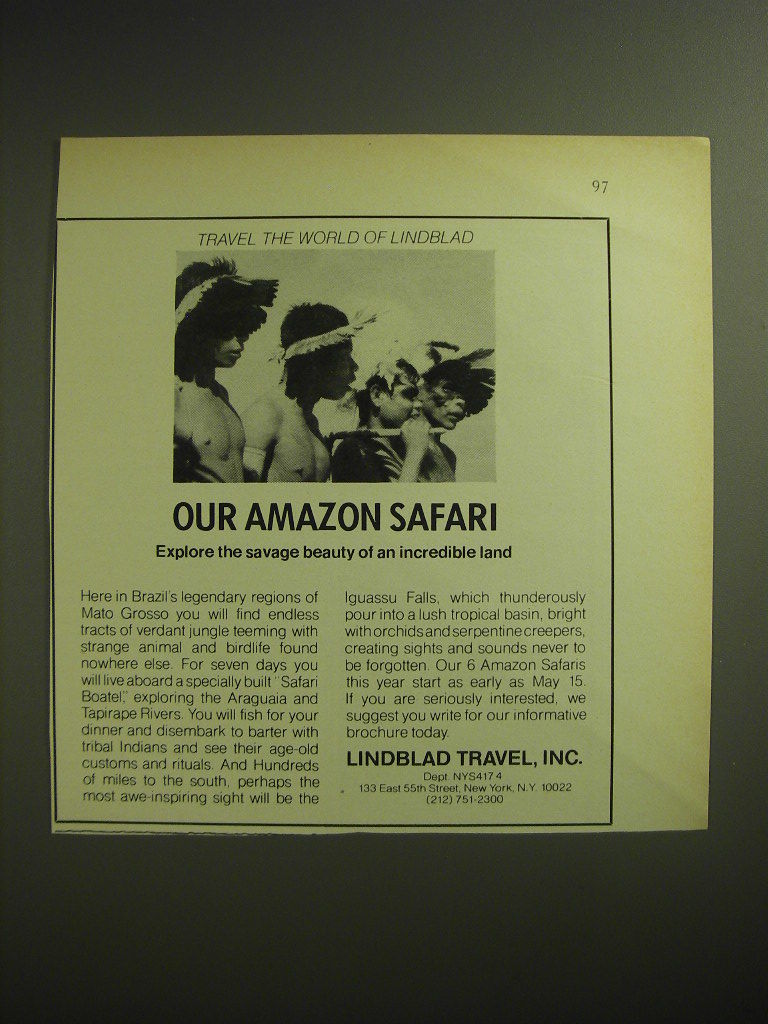 97
TRAVEL THE WORLD OF LINDBLAD
OUR AMAZON SAFARI
Explore the savage beauty of an incredible land
Here in Brazil's legendary regions of
Mato Grosso you will find endless
tracts of verdant jungle teeming with
strange animal and birdlife found
nowhere else. For seven days you
will live aboard a specially built "Safari
Boatel," exploring the Araguaia and
Tapirape Rivers. You will fish for your
dinner and disembark to barter with
tribal Indians and see their age-old
customs and rituals. And Hundreds
of miles to the south, perhaps the
most awe-inspiring sight will be the
Iguassu Falls, which thunderously
pour into a lush tropical basin, bright
with orchids and serpentine creepers,
creating sights and sounds never to
be forgotten. Our 6 Amazon Safaris
this year start as early as May 15.
If you are seriously interested, we
suggest you write for our informative
brochure today.
LINDBLAD TRAVEL, INC.
Dept. NYS417 4
133 East 55th Street, New York, N.Y. 10022
(212) 751-2300